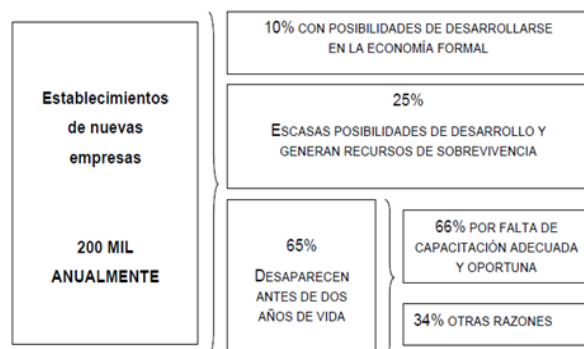 Establecimientos
de nuevas
empresas
200 MIL
ANUALMENTE
10% CON POSIBILIDADES DE DESARROLLARSE
EN LA ECONOMÍA FORMAL
25%
ESCASAS POSIBILIDADES DE DESARROLLO Y
GENERAN RECURSOS DE SOBREVIVENCIA
65%
DESAPARECEN
ANTES DE DOS
AÑOS DE VIDA
66% POR FALTA DE
CAPACITACIÓN ADECUADA
Y OPORTUNA
34% OTRAS RAZONES